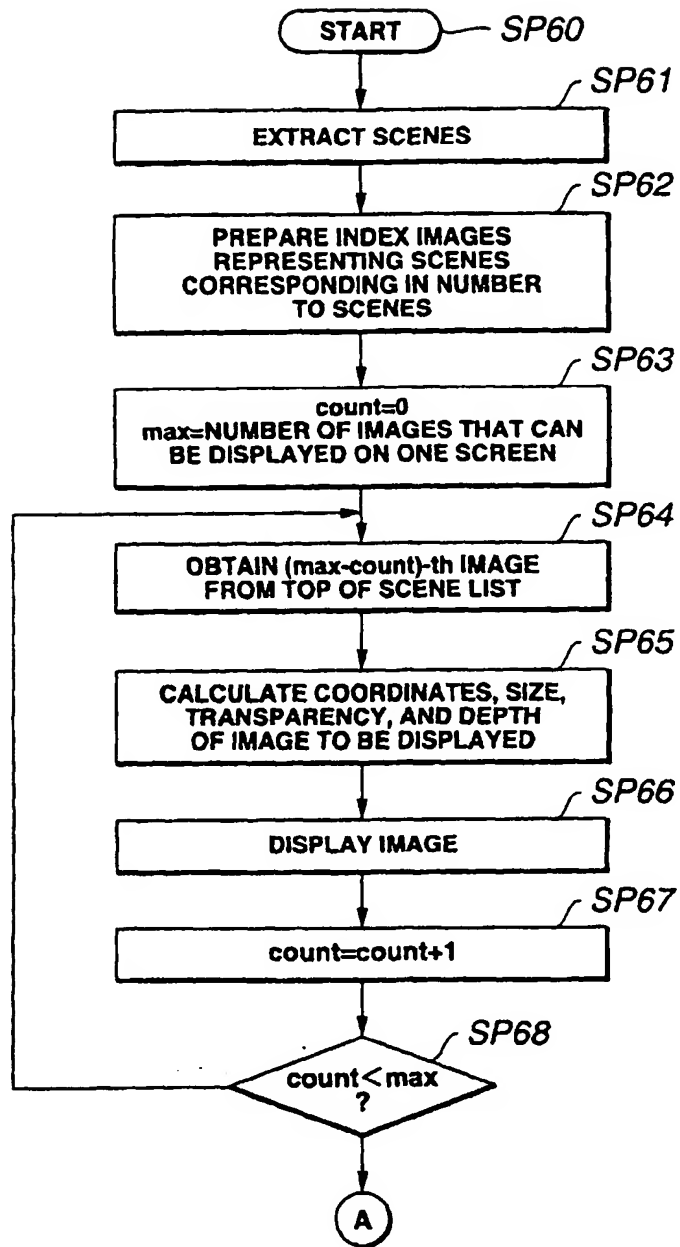 START
SP60
SP61
EXTRACT SCENES
SP62
PREPARE INDEX IMAGES
REPRESENTING SCENES
CORRESPONDING IN NUMBER
TO SCENES
SP63
count=0
max=NUMBER OF IMAGES THAT CAN
BE DISPLAYED ON ONE SCREEN
SP64
OBTAIN (max-count)-th IMAGE
FROM TOP OF SCENE LIST
SP65
CALCULATE COORDINATES, SIZE,
TRANSPARENCY, AND DEPTH
OF IMAGE TO BE DISPLAYED
SP66
DISPLAY IMAGE
SP67
count=count+1
SP68
count<max
?
A